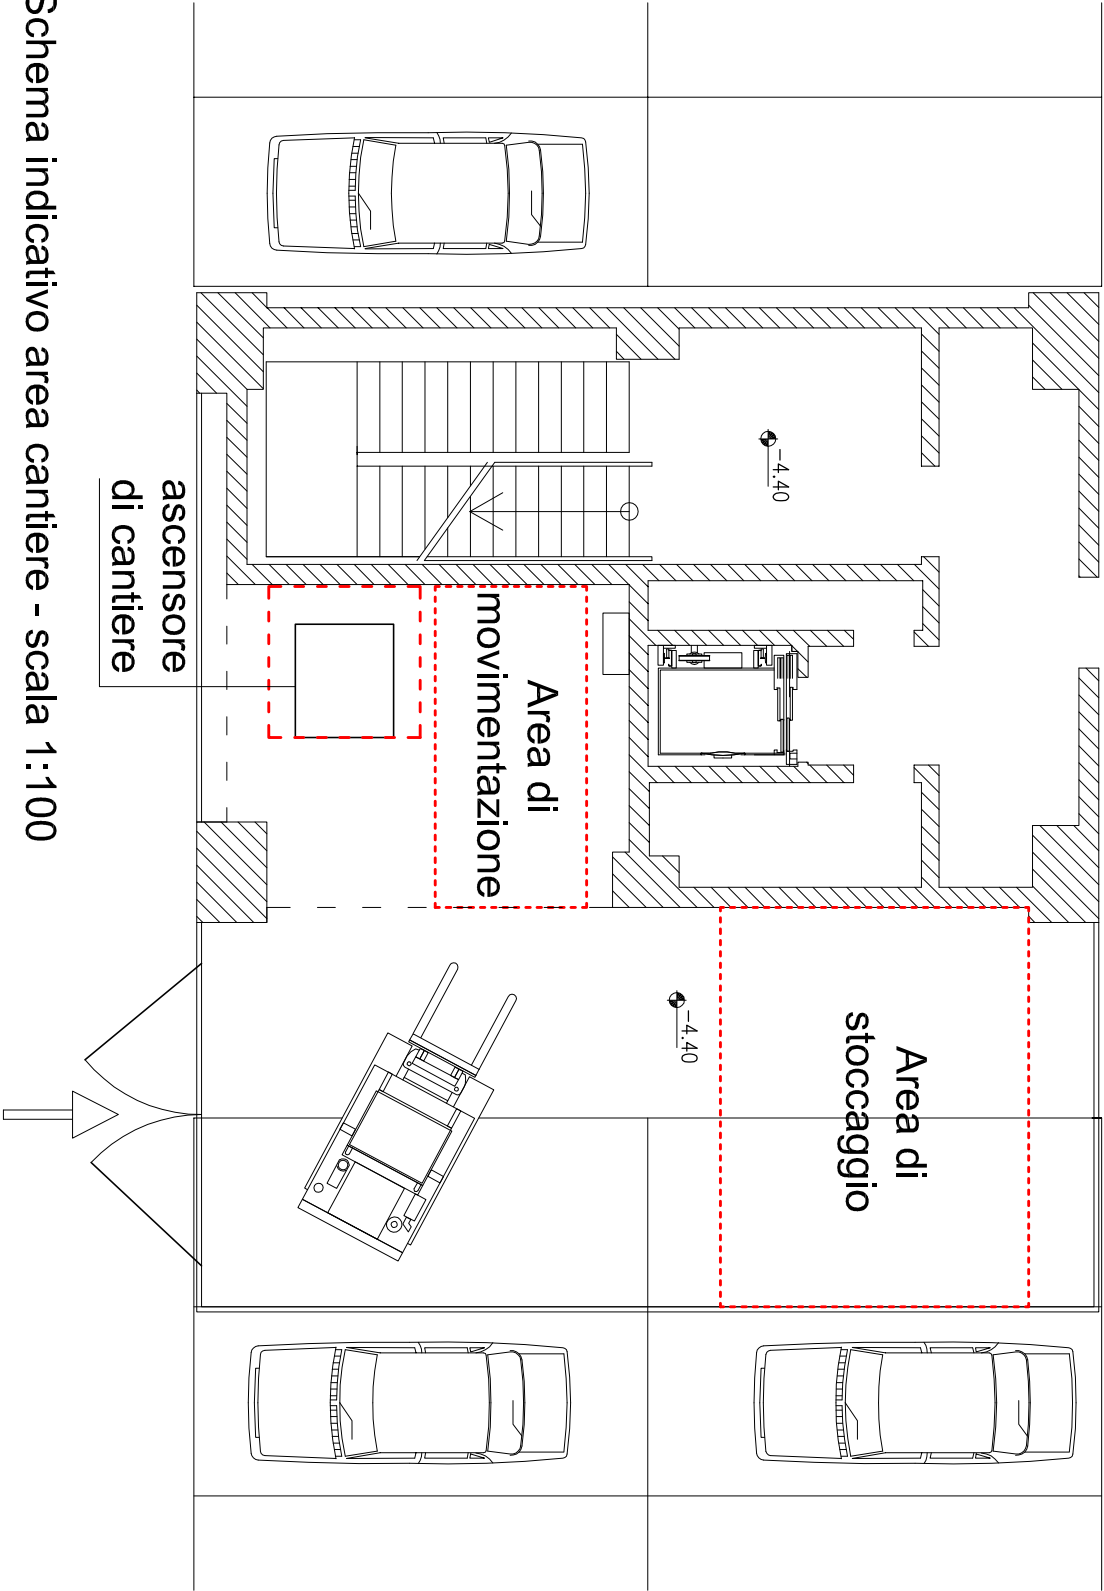 -4.40
ascensore
di cantiere
Area di
movimentazione
-4.40
Area di
stoccaggio
Schema indicativo area cantiere - scala 1:100